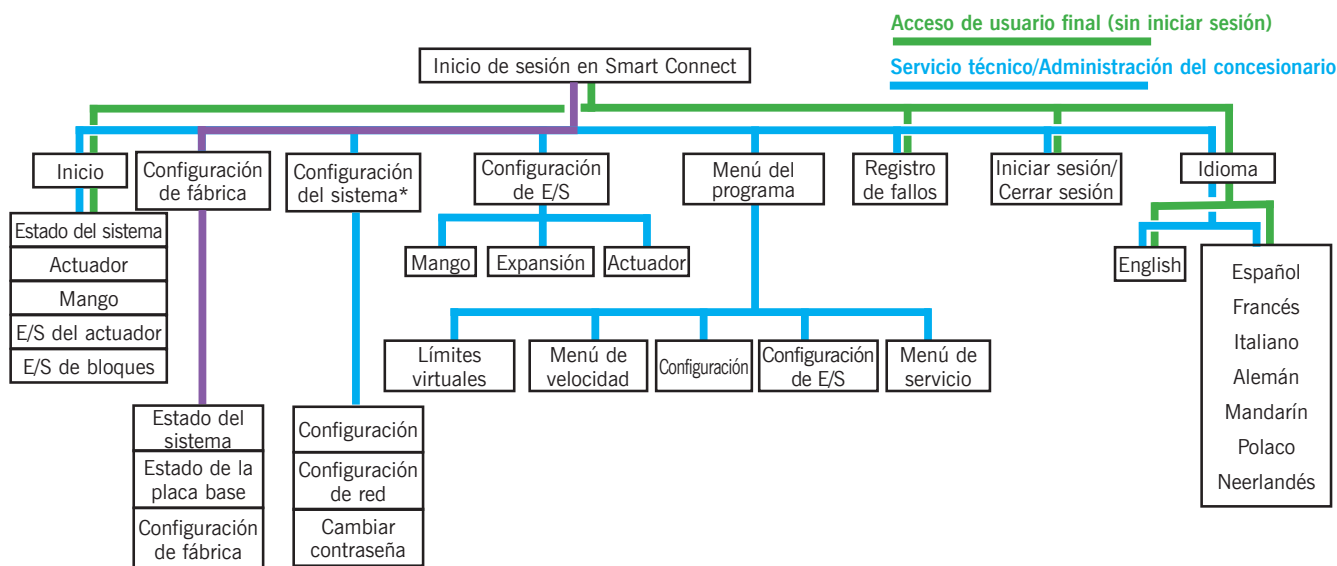 Acceso de usuario final (sin iniciar sesión)
Servicio técnico/Administración del concesionario
Inicio de sesión en Smart Connect
Inicio
Configuración
de fábrica
Configuración
del sistema*
Configuración
de E/S
Menú del
programa
Registro
de fallos
Iniciar sesión/
Cerrar sesión
Idioma
Estado del sistema
Actuador
Mango
E/S del actuador
E/S de bloques
Mango
Expansión
Actuador
English
Español
Francés
Italiano
Alemán
Mandarín
Polaco
Neerlandés
Límites
virtuales
Menú de
velocidad
Configuración
Configuración
de E/S
Menú de
servicio
Estado del
sistema
Estado de la
placa base
Configuración
de fábrica
Configuración
Configuración
de red
Cambiar
contraseña